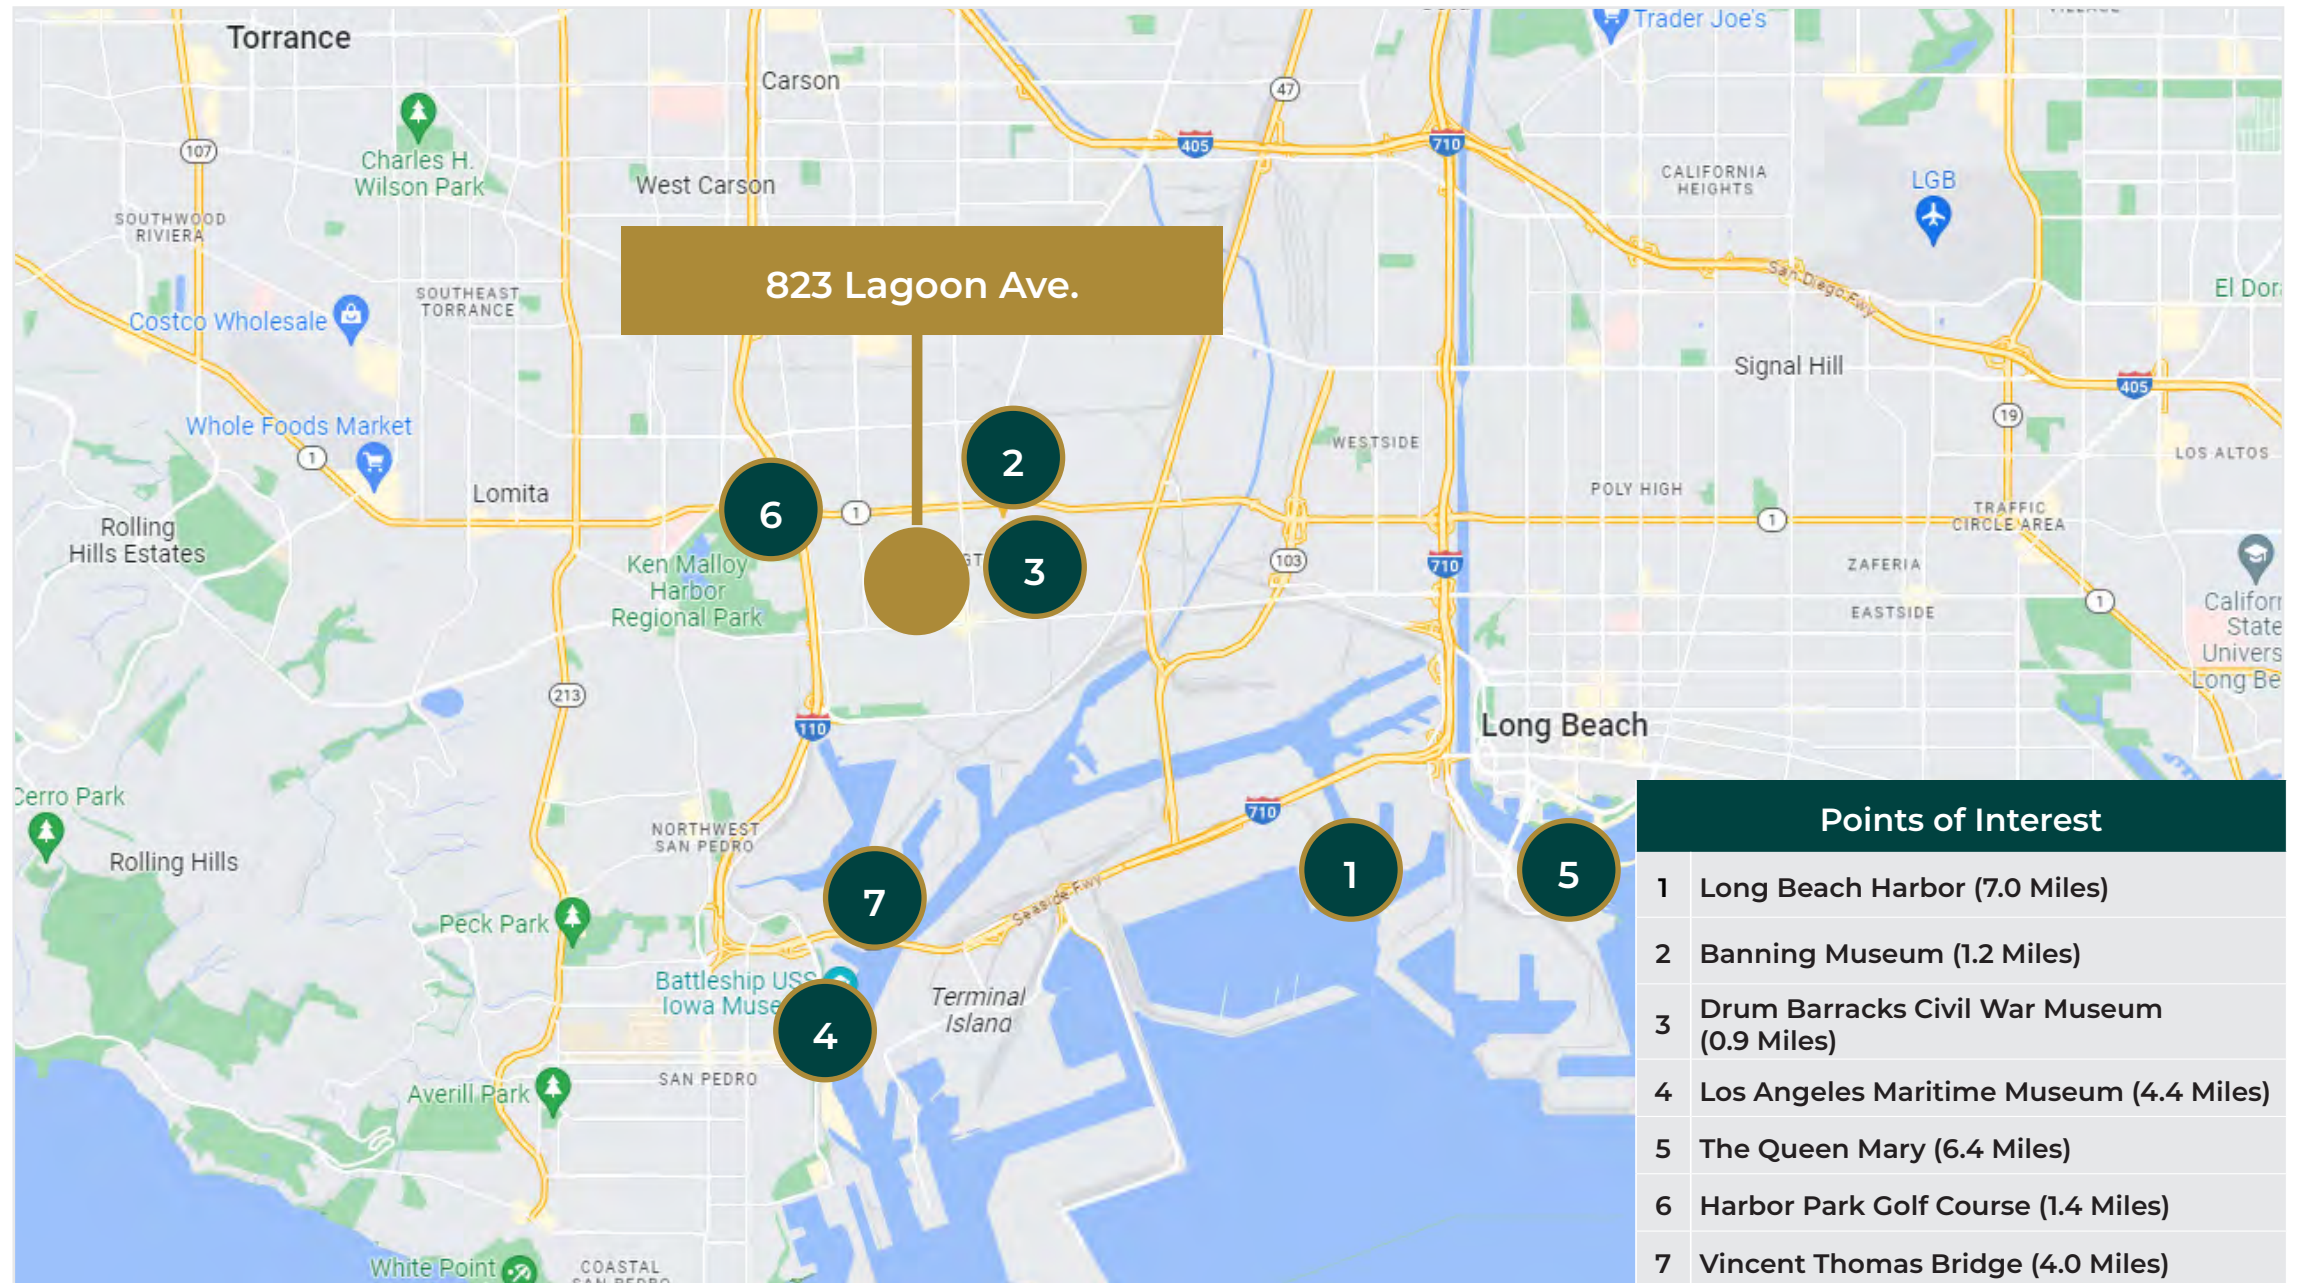 Torrance
Trader Joe's
Carson
47
107
405
710
Charles H.
Wilson Park
West Carson
CALIFORNIA
HEIGHTS
LGB
SOUTHWOOD
RIVIERA
823 Lagoon Ave.
San Diego Fwy
SOUTHEAST
TORRANCE
Costco Wholesale
Signal Hill
405
19
Whole Foods Market
1
2
WESTSIDE
LOS ALTOS
Lomita
POLY HIGH
6
1
1
TRAFFIC
CIRCLE AREA
Rolling
Hills Estates
Ken Malloy
Harbor
Regional Park
3
103
710
ZAFERIA
EASTSIDE
1
State
213
110
Long Beach
Cerro Park
NORTHWEST
SAN PEDRO
Rolling Hills
710
1
5
7
Seaside Fwy
Peck Park
Battleship USS
Iowa
Terminal
Island
4
SAN PEDRO
Averill Park
White Point
COASTAL
SAN PEDRO
Points of Interest
1 Long Beach Harbor (7.0 Miles)
2 Banning Museum (1.2 Miles)
3 Drum Barracks Civil War Museum
(0.9 Miles)
4 Los Angeles Maritime Museum (4.4 Miles)
5 The Queen Mary (6.4 Miles)
6 Harbor Park Golf Course (1.4 Miles)
7 Vincent Thomas Bridge (4.0 Miles)